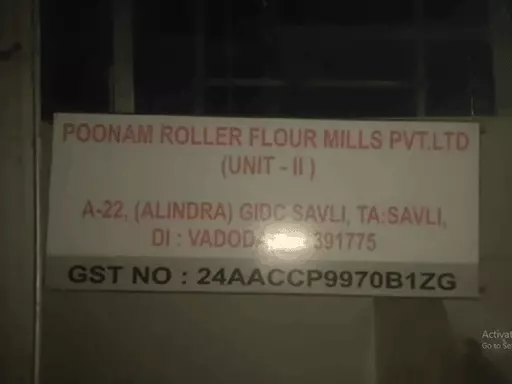 POONAM ROLLER FLOUR MILLS PVT.LTD
(UNIT - II )
A-22, (ALINDRA) GIDC SAVLI, TA:SAVLI,
DI : 391775
GST NO : 24AACCP9970B1ZG